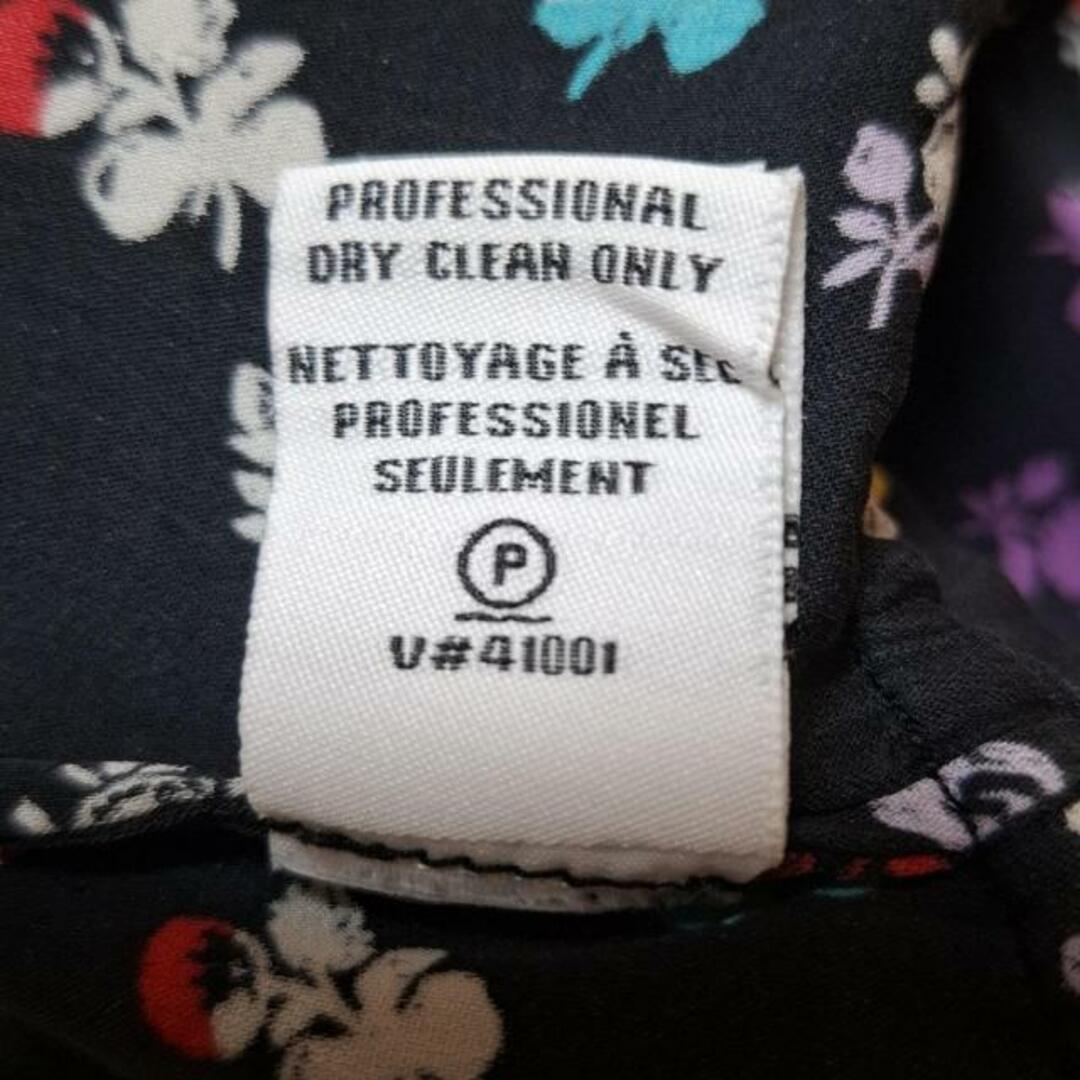 PROFESSIONAL
DRY CLEAN ONLY
NETTOYAGE À SEC
PROFESSIONEL
SEULEMENT
P
V#41001